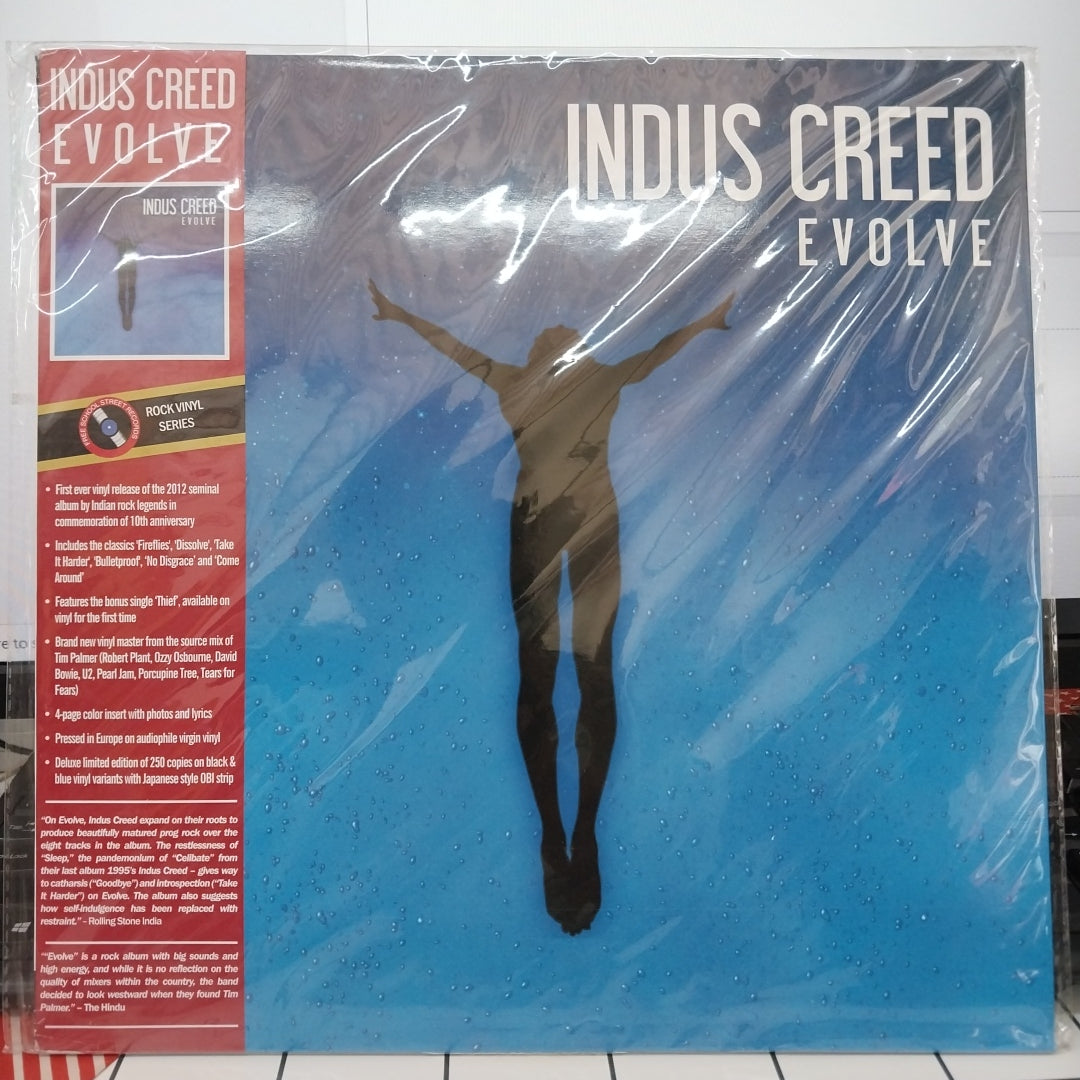 INDUS CREED
EVOLVE
INDUS CREED
EVOLVE
FREE SCHOOL STREET RECORDS
ROCK VINYL
SERIES
• First ever vinyl release of the 2012 seminal
album by Indian rock legends in
commemoration of 10th anniversary
• Includes the classics 'Fireflies', 'Dissolve', 'Take
It Harder', 'Bulletproof', 'No Disgrace' and 'Come
Around'
• Features the bonus single 'Thief', available on
vinyl for the first time
• Brand new vinyl master from the source mix of
Tim Palmer (Robert Plant, Ozzy Osbourne, David
Bowie, U2, Pearl Jam, Porcupine Tree, Tears for
Fears)
• 4-page color insert with photos and lyrics
• Pressed in Europe on audiophile virgin vinyl
• Deluxe limited edition of 250 copies on black &
blue vinyl variants with Japanese style OBI strip
"On Evolve, Indus Creed expand on their roots to
produce beautifully matured prog rock over the
eight tracks in the album. The restlessness of
"Sleep," the pandemonium of "Celibate" from
their last album 1995's Indus Creed – gives way
to catharsis ("Goodbye") and introspection ("Take
It Harder") on Evolve. The album also suggests
how self-indulgence has been replaced with
restraint." - Rolling Stone India
""Evolve" is a rock album with big sounds and
high energy, and while it is no reflection on the
quality of mixers within the country, the band
decided to look westward when they found Tim
Palmer." – The Hindu
INDUS CREED
EVOLVE